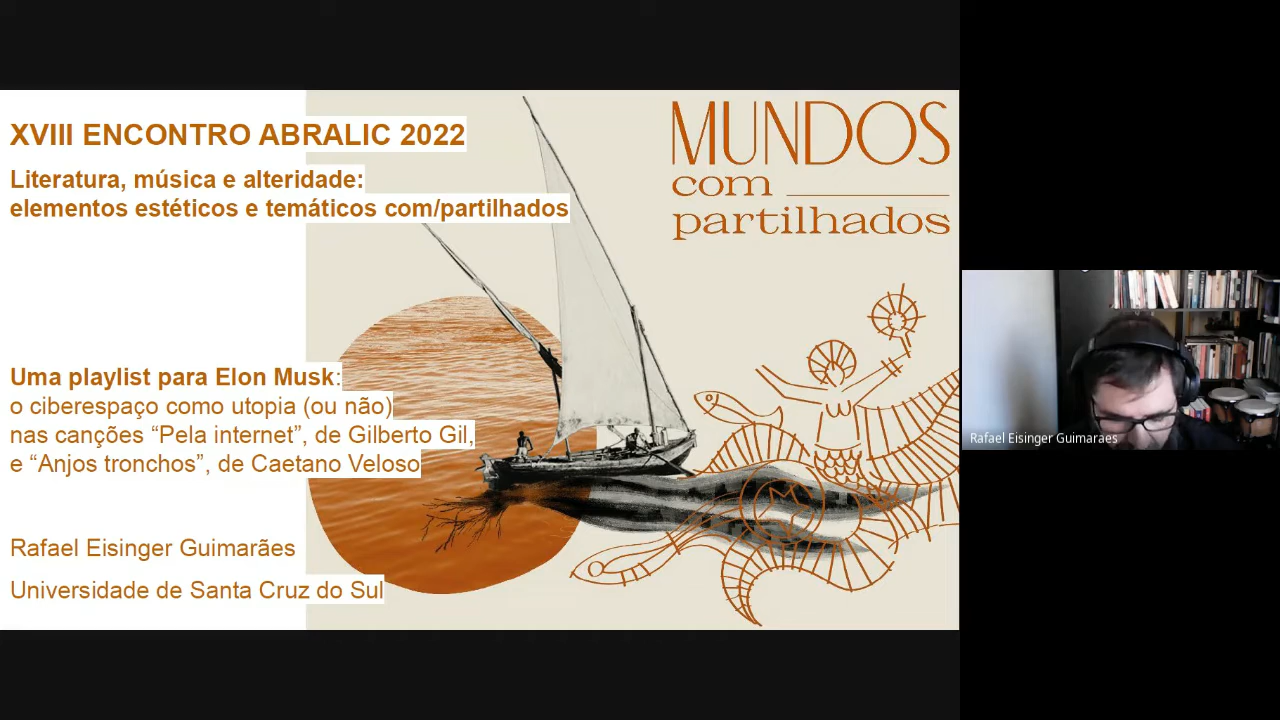 XVIII ENCONTRO ABRALIC 2022
Literatura, música e alteridade:
elementos estéticos e temáticos com/partilhados
Uma playlist para Elon Musk:
o ciberespaço como utopia (ou não)
nas canções “Pela internet”, de Gilberto Gil,
e “Anjos tronchos”, de Caetano Veloso
Rafael Eisinger Guimarães
Universidade de Santa Cruz do Sul
MUNDOS
com
partilhados
Rafael Eisinger Guimaraes